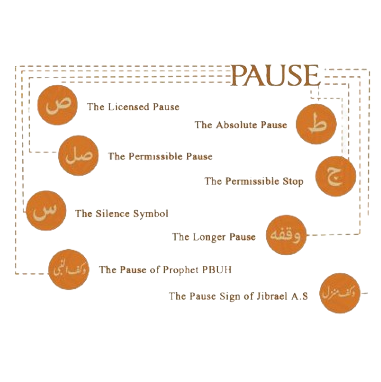 PAUSE
ص The Licensed Pause
The Absolute Pause ط
صل The Permissible Pause
The Permissible Stop ج
س The Silence Symbol
The Longer Pause وقفه
وقف النبی The Pause of Prophet PBUH
The Pause Sign of Jibrael A.S وقف منزل